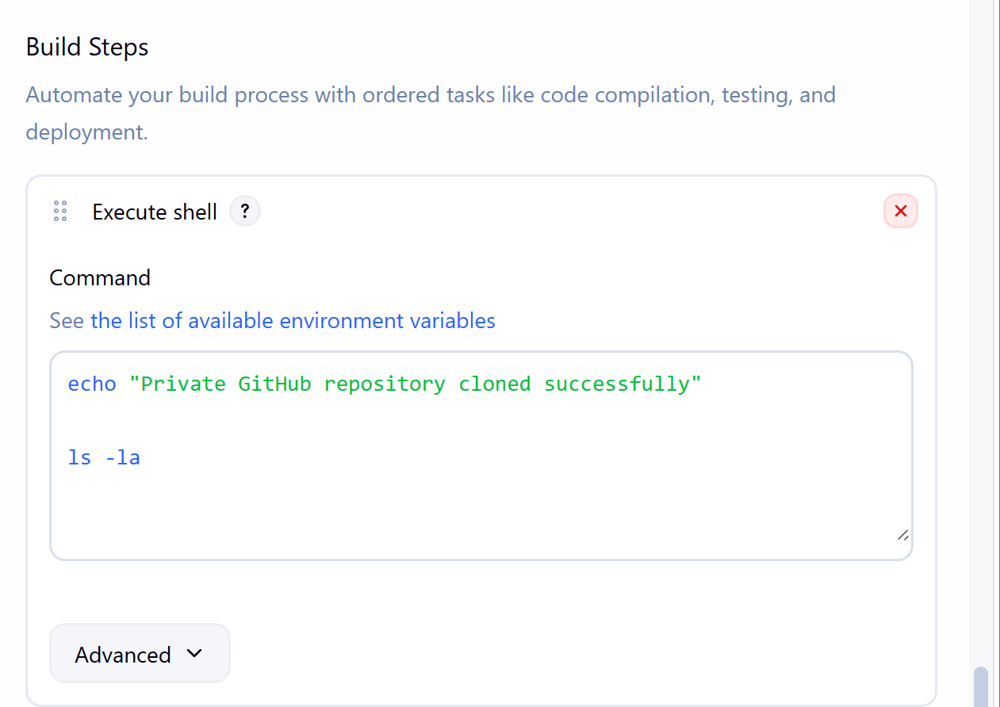 Build Steps
Automate your build process with ordered tasks like code compilation, testing, and
deployment.
Execute shell ?
Command
See the list of available environment variables
echo "Private GitHub repository cloned successfully"
ls -la
Advanced